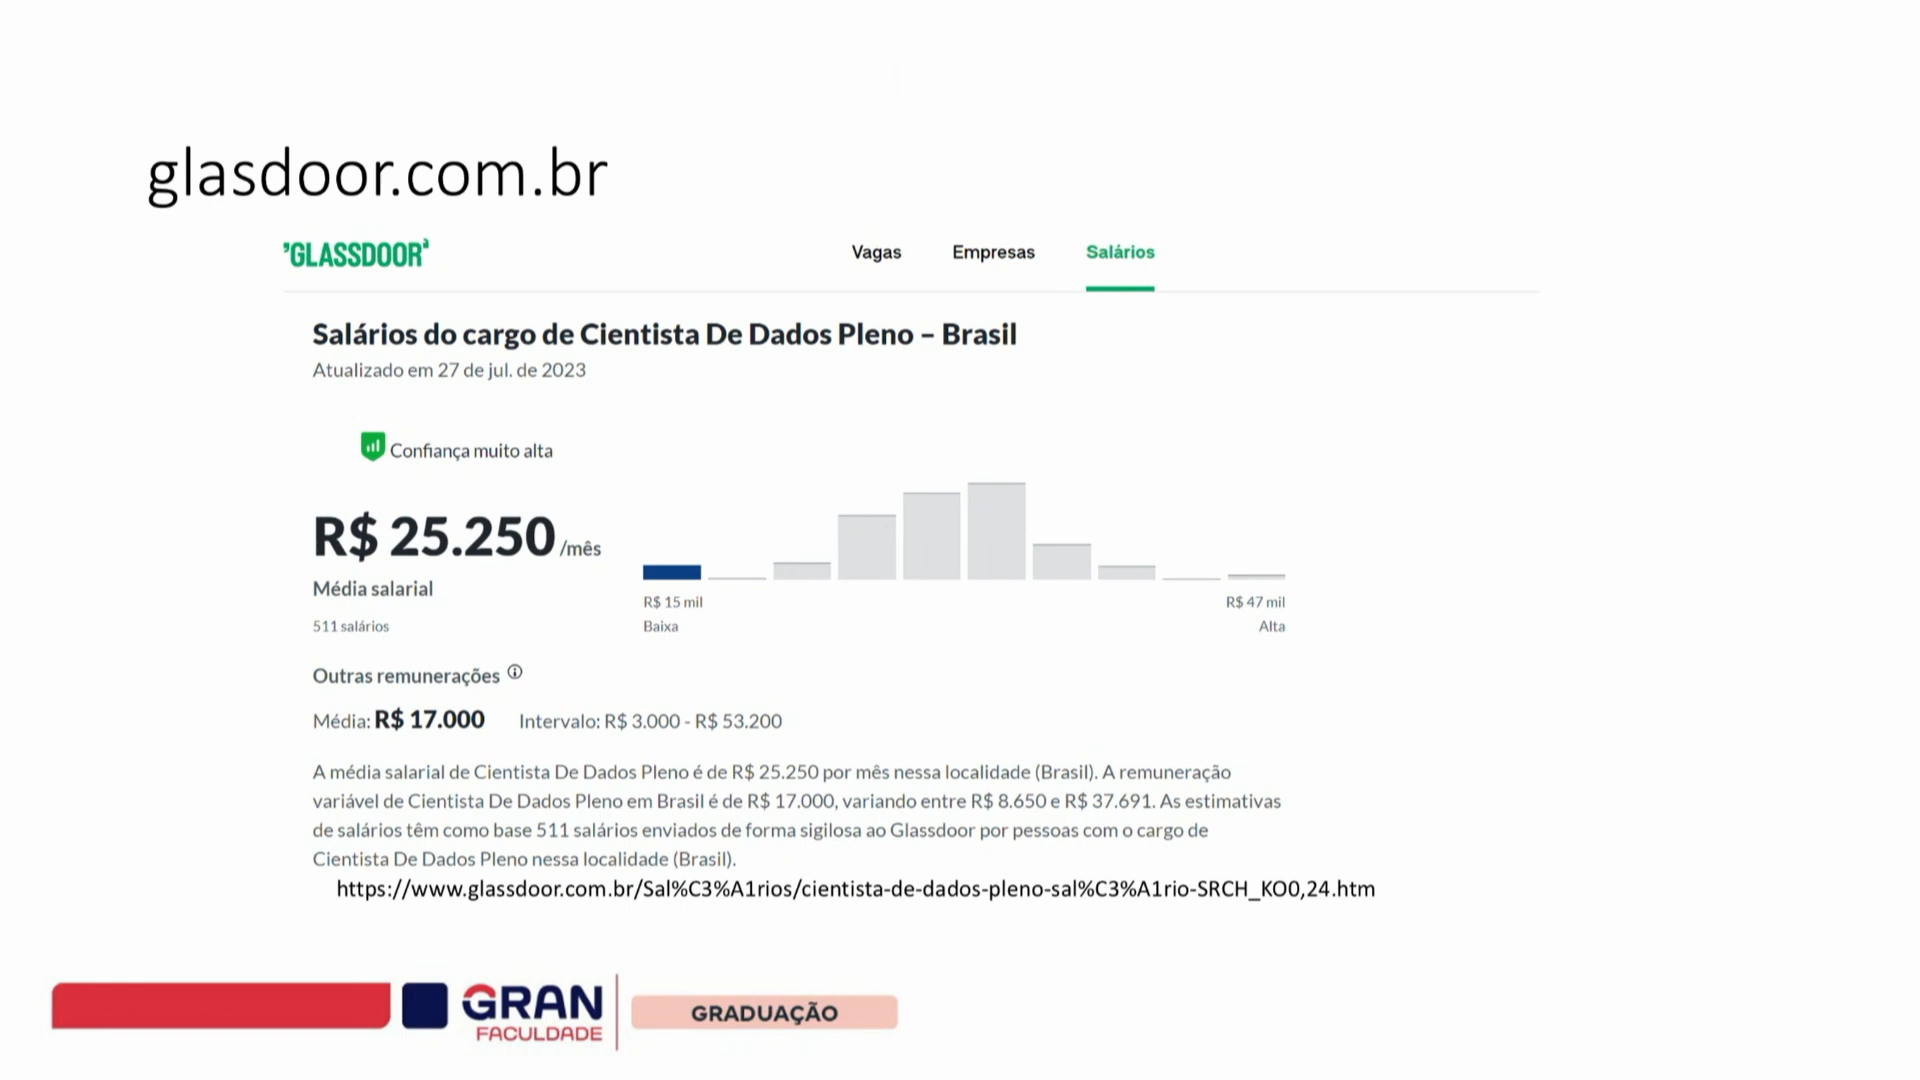 glasdoor.com.br
GLASSDOOR
Vagas Empresas Salários
Salários do cargo de Cientista De Dados Pleno – Brasil
Atualizado em 27 de jul. de 2023
Confiança muito alta
R$ 25.250 /mês
Média salarial
511 salários
R$ 15 mil
Baixa
R$ 47 mil
Alta
Outras remunerações
Média: R$ 17.000 Intervalo: R$ 3.000 - R$ 53.200
A média salarial de Cientista De Dados Pleno é de R$ 25.250 por mês nessa localidade (Brasil). A remuneração
variável de Cientista De Dados Pleno em Brasil é de R$ 17.000, variando entre R$ 8.650 e R$ 37.691. As estimativas
de salários têm como base 511 salários enviados de forma sigilosa ao Glassdoor por pessoas com o cargo de
Cientista De Dados Pleno nessa localidade (Brasil).
https://www.glassdoor.com.br/Sal%C3%A1rios/cientista-de-dados-pleno-sal%C3%A1rio-SRCH_KO0,24.htm
GRAN
FACULDADE
GRADUAÇÃO